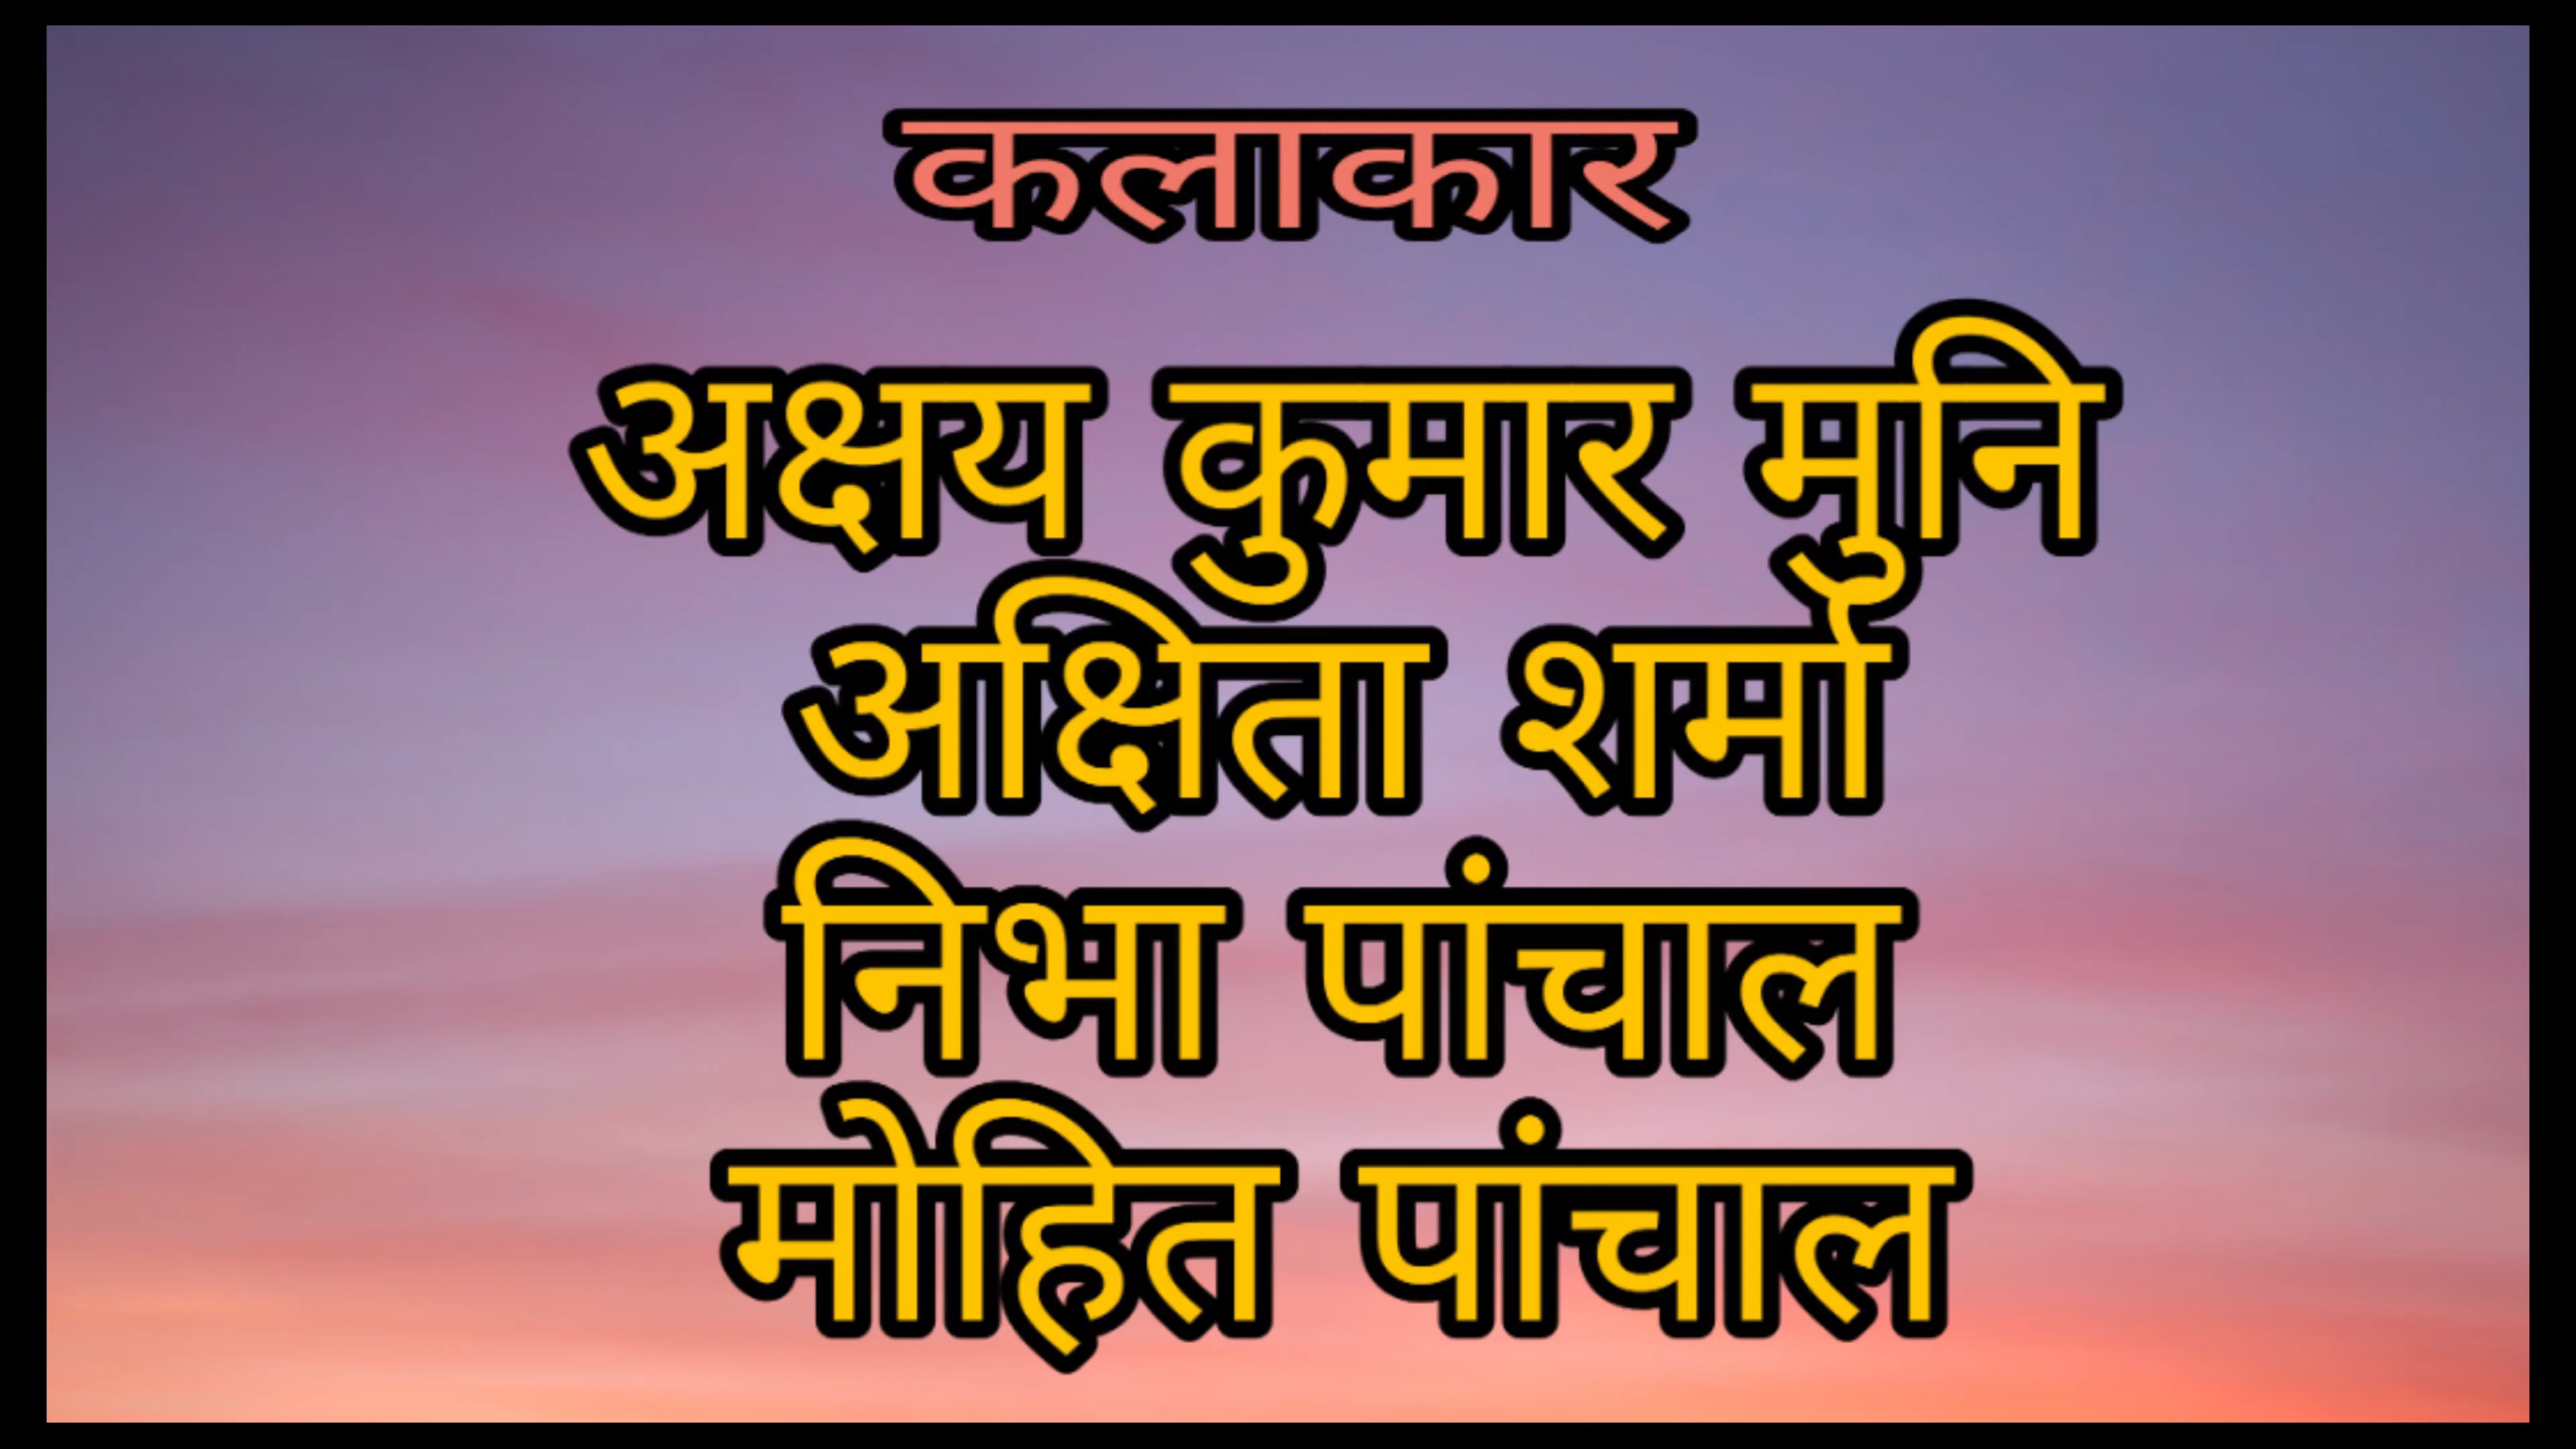 कलाकार
अक्षय कुमार मुनि
अक्षिता शर्मा
निभा पांचाल
मोहित पांचाल